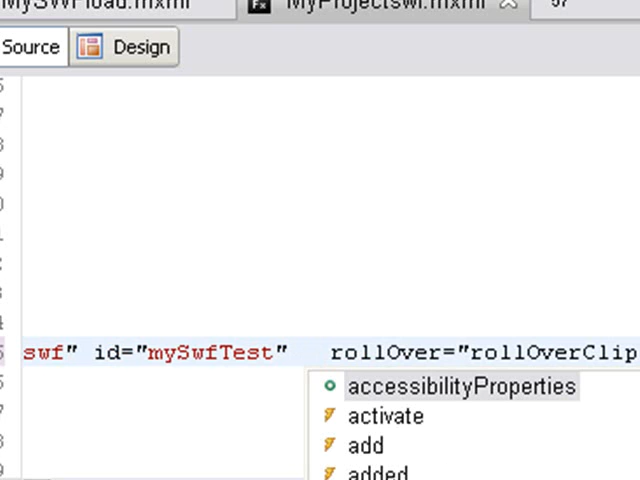 MySWFload.mxml MyProjectswf.mxml
Source Design
swf" id="mySwfTest" rollOver="rollOverClip
accessibilityProperties
activate
add
added